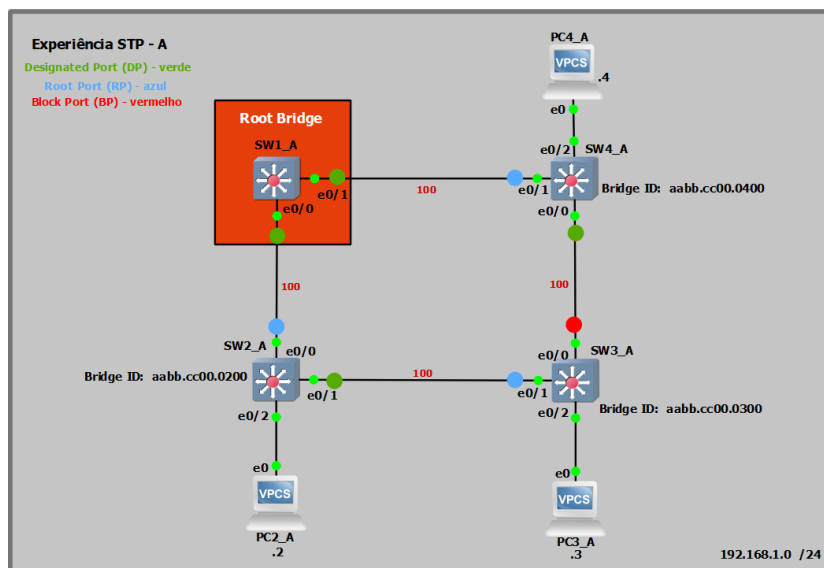 Experiência STP - A
Designated Port (DP) - verde
Root Port (RP) - azul
Block Port (BP) - vermelho
PC4_A
VPCS
.4
e0
Root Bridge
SW1_A
e0/1
e0/0
100
e0/2
SW4_A
e0/1
Bridge ID: aabb.cc00.0400
e0/0
100
100
SW2_A
e0/0
Bridge ID: aabb.cc00.0200
e0/1
e0/2
100
e0/0
SW3_A
e0/1
e0/2
Bridge ID: aabb.cc00.0300
e0
VPCS
PC2_A
.2
e0
VPCS
PC3_A
.3
192.168.1.0 /24